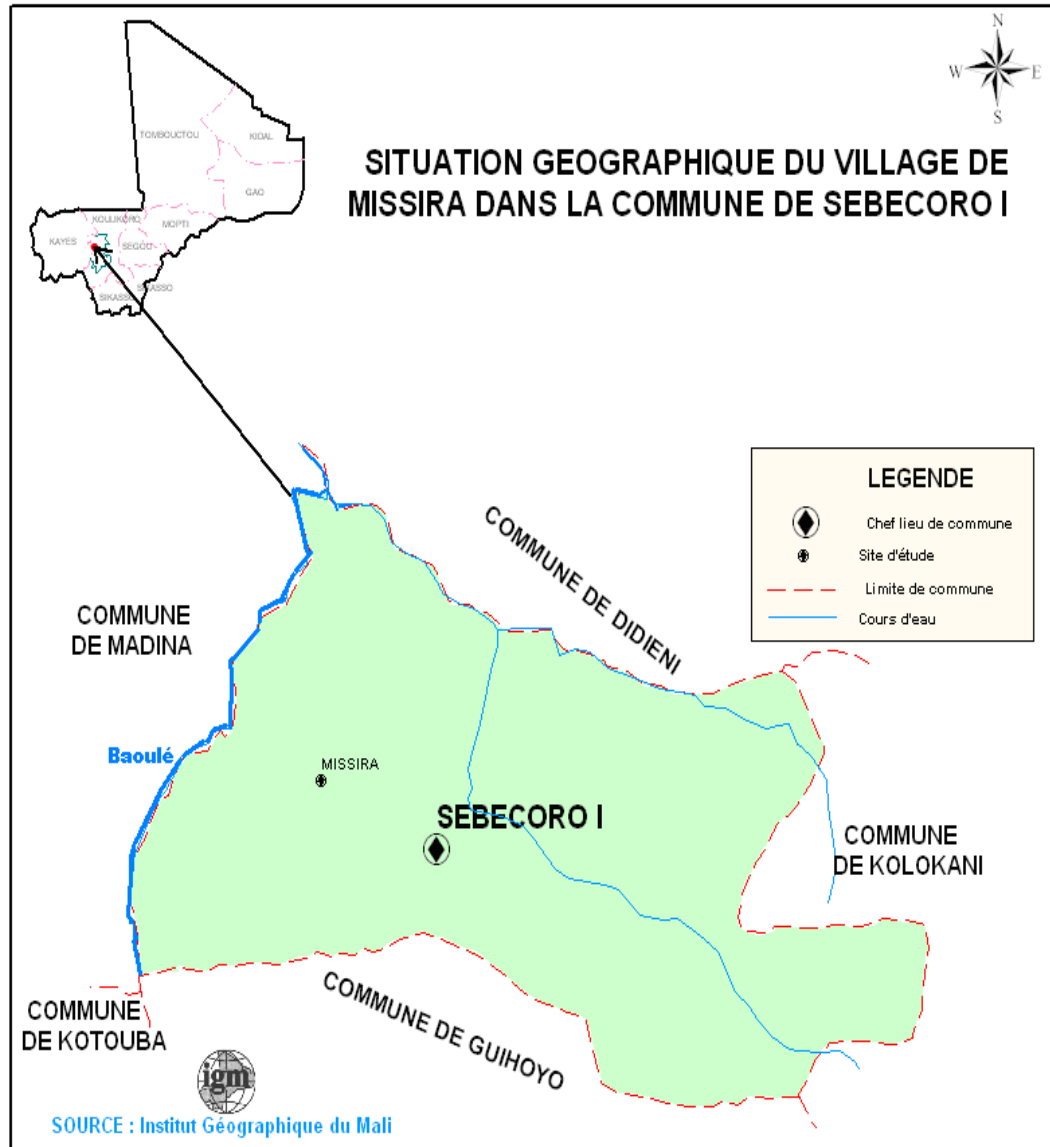 N
W E
S
TOMBOUCTOU
KIDAL
GAO
KOULIKORO
MOPTI
KAYES
SEGOU
SIKASSO
SIKASSO
SITUATION GEOGRAPHIQUE DU VILLAGE DE
MISSIRA DANS LA COMMUNE DE SEBECORO I
LEGENDE
Chef lieu de commune
Site d'étude
Limite de commune
Cours d'eau
COMMUNE DE DIDIENI
COMMUNE
DE MADINA
Baoulé
MISSIRA
SEBECORO I
COMMUNE
DE KOLOKANI
COMMUNE DE GUIHOYO
COMMUNE
DE KOTOUBA
igm
SOURCE : Institut Géographique du Mali